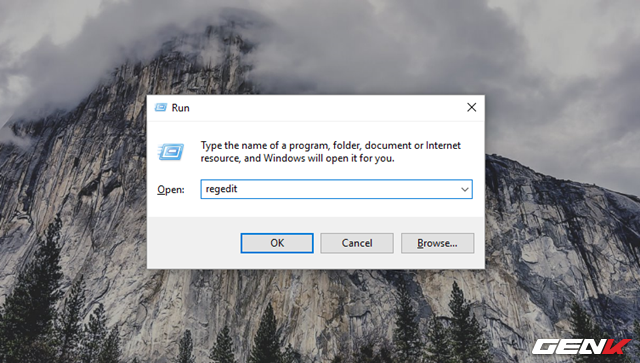 Run
Type the name of a program, folder, document or Internet
resource, and Windows will open it for you.
Open: regedit
OK Cancel Browse...
GENK